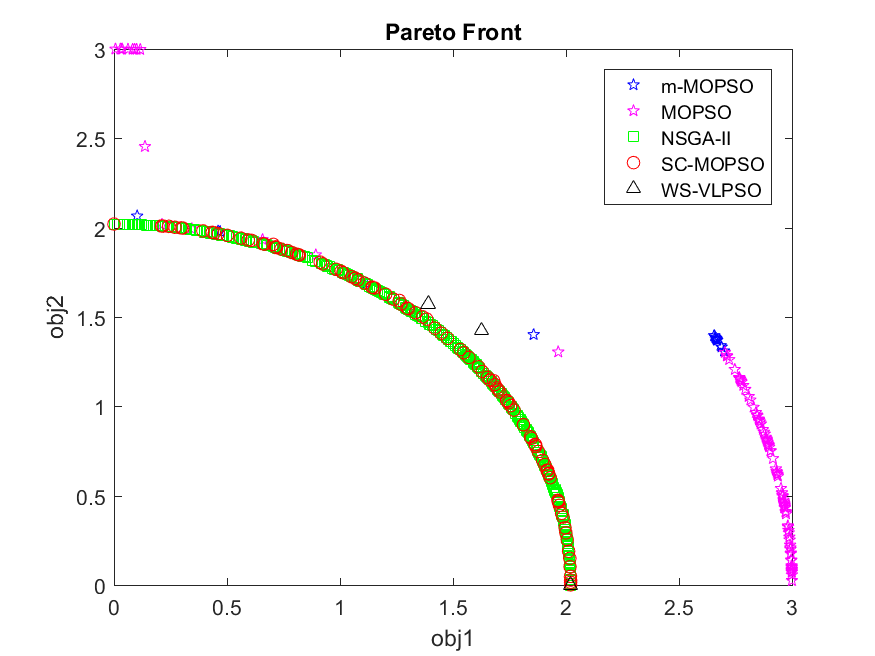 Pareto Front
m-MOPSO
MOPSO
NSGA-II
SC-MOPSO
WS-VLPSO
obj2
3
2.5
2
1.5
1
0.5
0
0 0.5 1 1.5 2 2.5 3
obj1